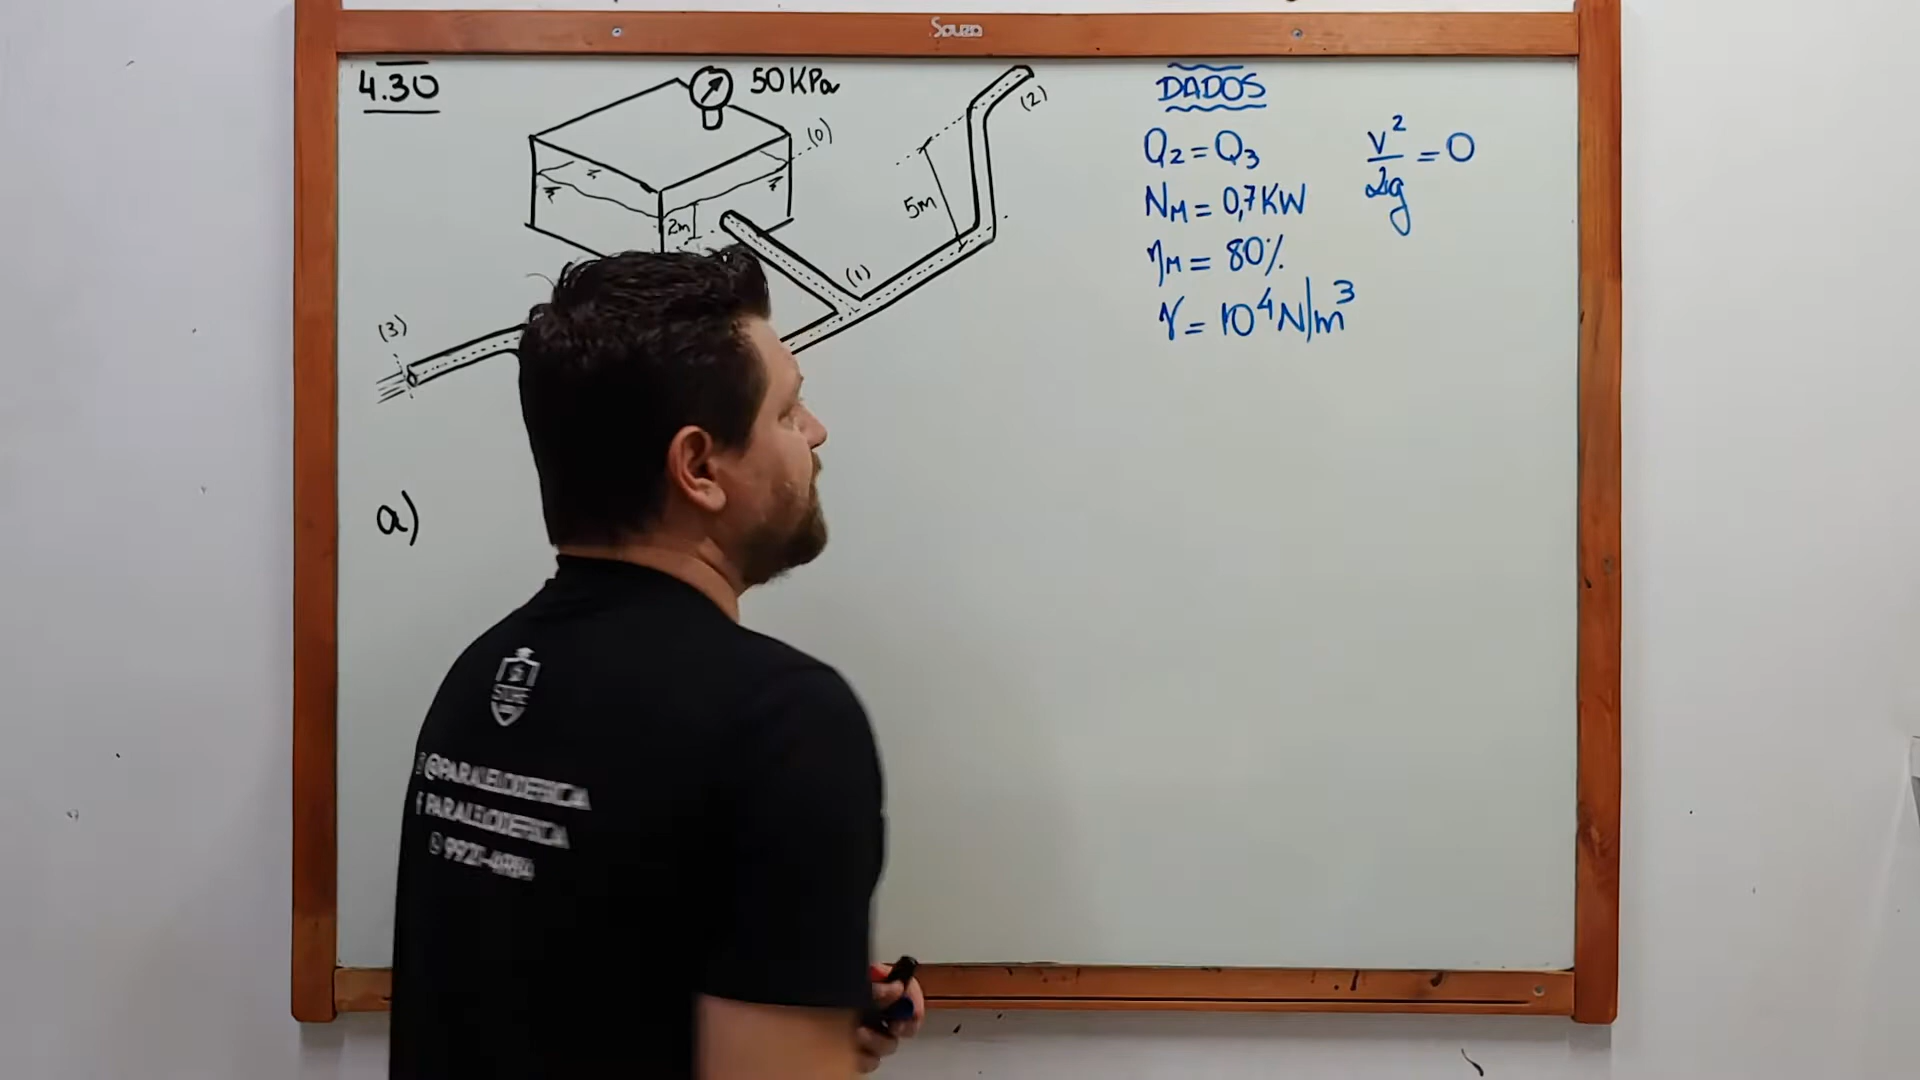 Souza
4.30
50 KPa
(0)
(2)
2m
5m
(1)
(3)
a)
DADOS
Q2 = Q3
NM = 0,7 KW
ηM = 80%
γ = 10⁴ N/m³
v²/2g = 0